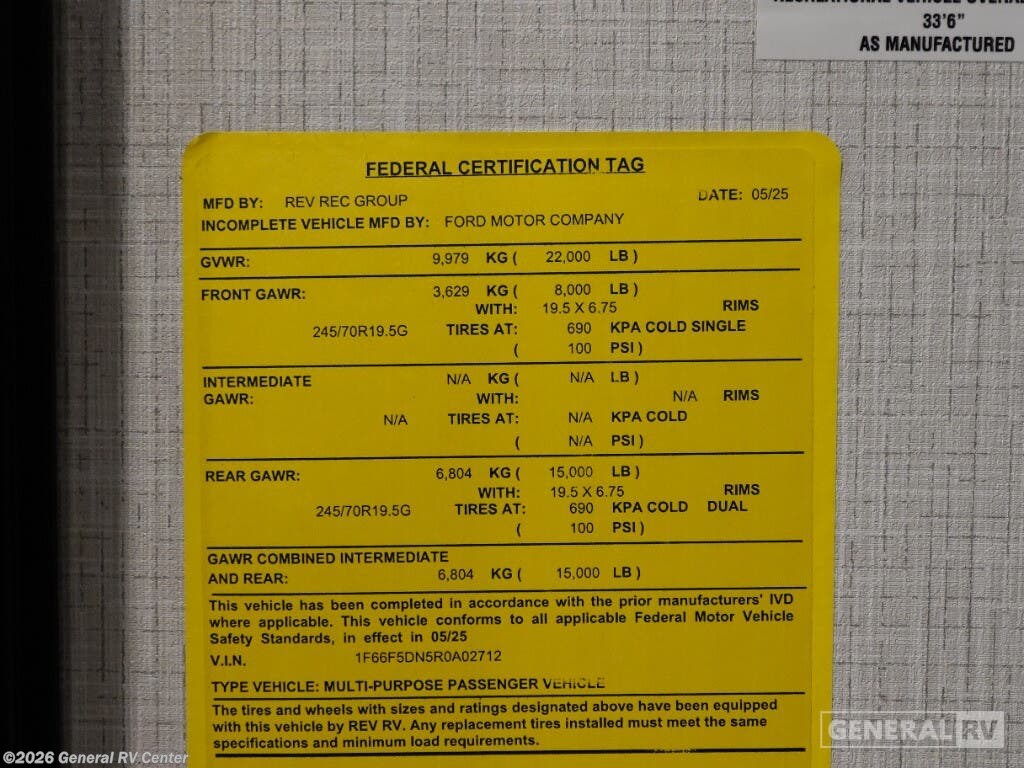 RECREATIONAL VEHICLE
33'6"
AS MANUFACTURED
FEDERAL CERTIFICATION TAG
MFD BY: REV REC GROUP DATE: 05/25
INCOMPLETE VEHICLE MFD BY: FORD MOTOR COMPANY
GVWR: 9,979 KG ( 22,000 LB )
FRONT GAWR: 3,629 KG ( 8,000 LB )
WITH: 19.5 X 6.75 RIMS
245/70R19.5G TIRES AT: 690 KPA COLD SINGLE
( 100 PSI )
INTERMEDIATE N/A KG ( N/A LB )
GAWR: WITH: N/A RIMS
N/A TIRES AT: N/A KPA COLD
( N/A PSI )
REAR GAWR: 6,804 KG ( 15,000 LB )
WITH: 19.5 X 6.75 RIMS
245/70R19.5G TIRES AT: 690 KPA COLD DUAL
( 100 PSI )
GAWR COMBINED INTERMEDIATE
AND REAR: 6,804 KG ( 15,000 LB )
This vehicle has been completed in accordance with the prior manufacturers' IVD
where applicable. This vehicle conforms to all applicable Federal Motor Vehicle
Safety Standards, in effect in 05/25
V.I.N. 1F66F5DN5R0A02712
TYPE VEHICLE: MULTI-PURPOSE PASSENGER VEHICLE
The tires and wheels with sizes and ratings designated above have been equipped
with this vehicle by REV RV. Any replacement tires installed must meet the same
specifications and minimum load requirements.
GENERAL RV
©2026 General RV Center